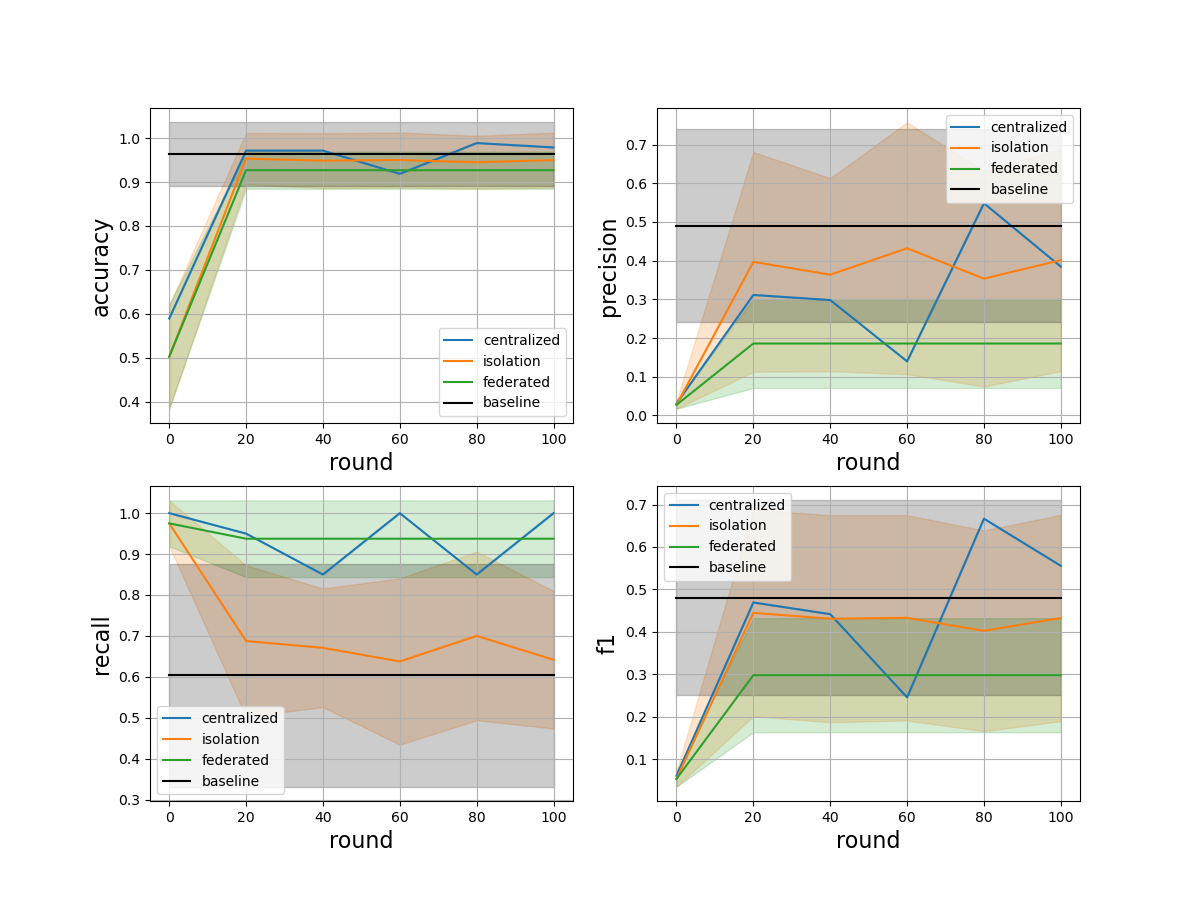 accuracy
1.0
0.9
0.8
0.7
0.6
0.5
0.4
0
20
40
60
80
100
round
centralized
isolation
federated
baseline
precision
0.7
0.6
0.5
0.4
0.3
0.2
0.1
0.0
0
20
40
60
80
100
round
centralized
isolation
federated
baseline
recall
1.0
0.9
0.8
0.7
0.6
0.5
0.4
0.3
0
20
40
60
80
100
round
centralized
isolation
federated
baseline
f1
0.7
0.6
0.5
0.4
0.3
0.2
0.1
0
20
40
60
80
100
round
centralized
isolation
federated
baseline